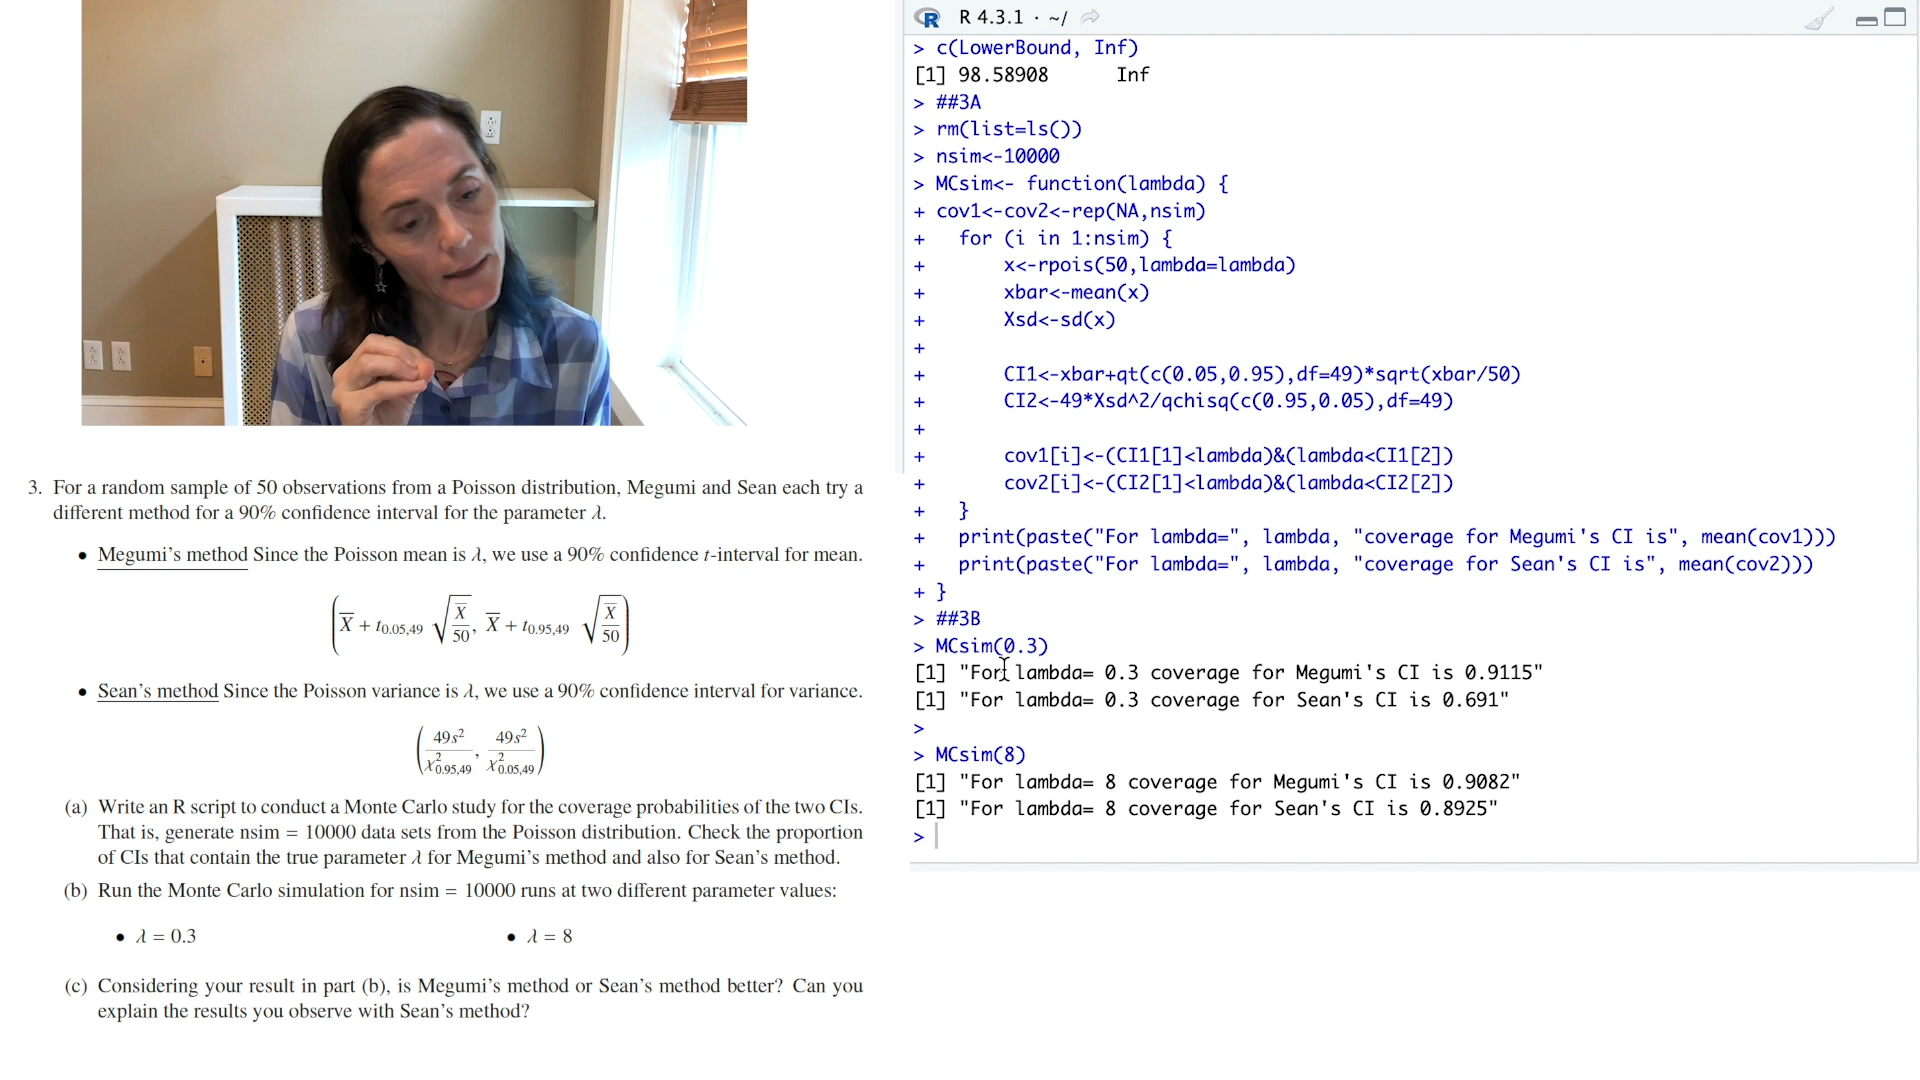 3. For a random sample of 50 observations from a Poisson distribution, Megumi and Sean each try a
different method for a 90% confidence interval for the parameter λ.
• Megumi's method Since the Poisson mean is λ, we use a 90% confidence t-interval for mean.
(X̅ + t0.05,49 √(X̅/50), X̅ + t0.95,49 √(X̅/50))
• Sean's method Since the Poisson variance is λ, we use a 90% confidence interval for variance.
(49s²/χ²0.95,49, 49s²/χ²0.05,49)
(a) Write an R script to conduct a Monte Carlo study for the coverage probabilities of the two CIs.
That is, generate nsim = 10000 data sets from the Poisson distribution. Check the proportion
of CIs that contain the true parameter λ for Megumi's method and also for Sean's method.
(b) Run the Monte Carlo simulation for nsim = 10000 runs at two different parameter values:
• λ = 0.3 • λ = 8
(c) Considering your result in part (b), is Megumi's method or Sean's method better? Can you
explain the results you observe with Sean's method?
R R 4.3.1 · ~/
> c(LowerBound, Inf)
[1] 98.58908 Inf
> ##3A
> rm(list=ls())
> nsim<-10000
> MCsim<- function(lambda) {
+ cov1<-cov2<-rep(NA,nsim)
+ for (i in 1:nsim) {
+ x<-rpois(50,lambda=lambda)
+ xbar<-mean(x)
+ Xsd<-sd(x)
+
+ CI1<-xbar+qt(c(0.05,0.95),df=49)*sqrt(xbar/50)
+ CI2<-49*Xsd^2/qchisq(c(0.95,0.05),df=49)
+
+ cov1[i]<-(CI1[1]<lambda)&(lambda<CI1[2])
+ cov2[i]<-(CI2[1]<lambda)&(lambda<CI2[2])
+ }
+ print(paste("For lambda=", lambda, "coverage for Megumi's CI is", mean(cov1)))
+ print(paste("For lambda=", lambda, "coverage for Sean's CI is", mean(cov2)))
+ }
> ##3B
> MCsim(0.3)
[1] "For lambda= 0.3 coverage for Megumi's CI is 0.9115"
[1] "For lambda= 0.3 coverage for Sean's CI is 0.691"
>
> MCsim(8)
[1] "For lambda= 8 coverage for Megumi's CI is 0.9082"
[1] "For lambda= 8 coverage for Sean's CI is 0.8925"
>